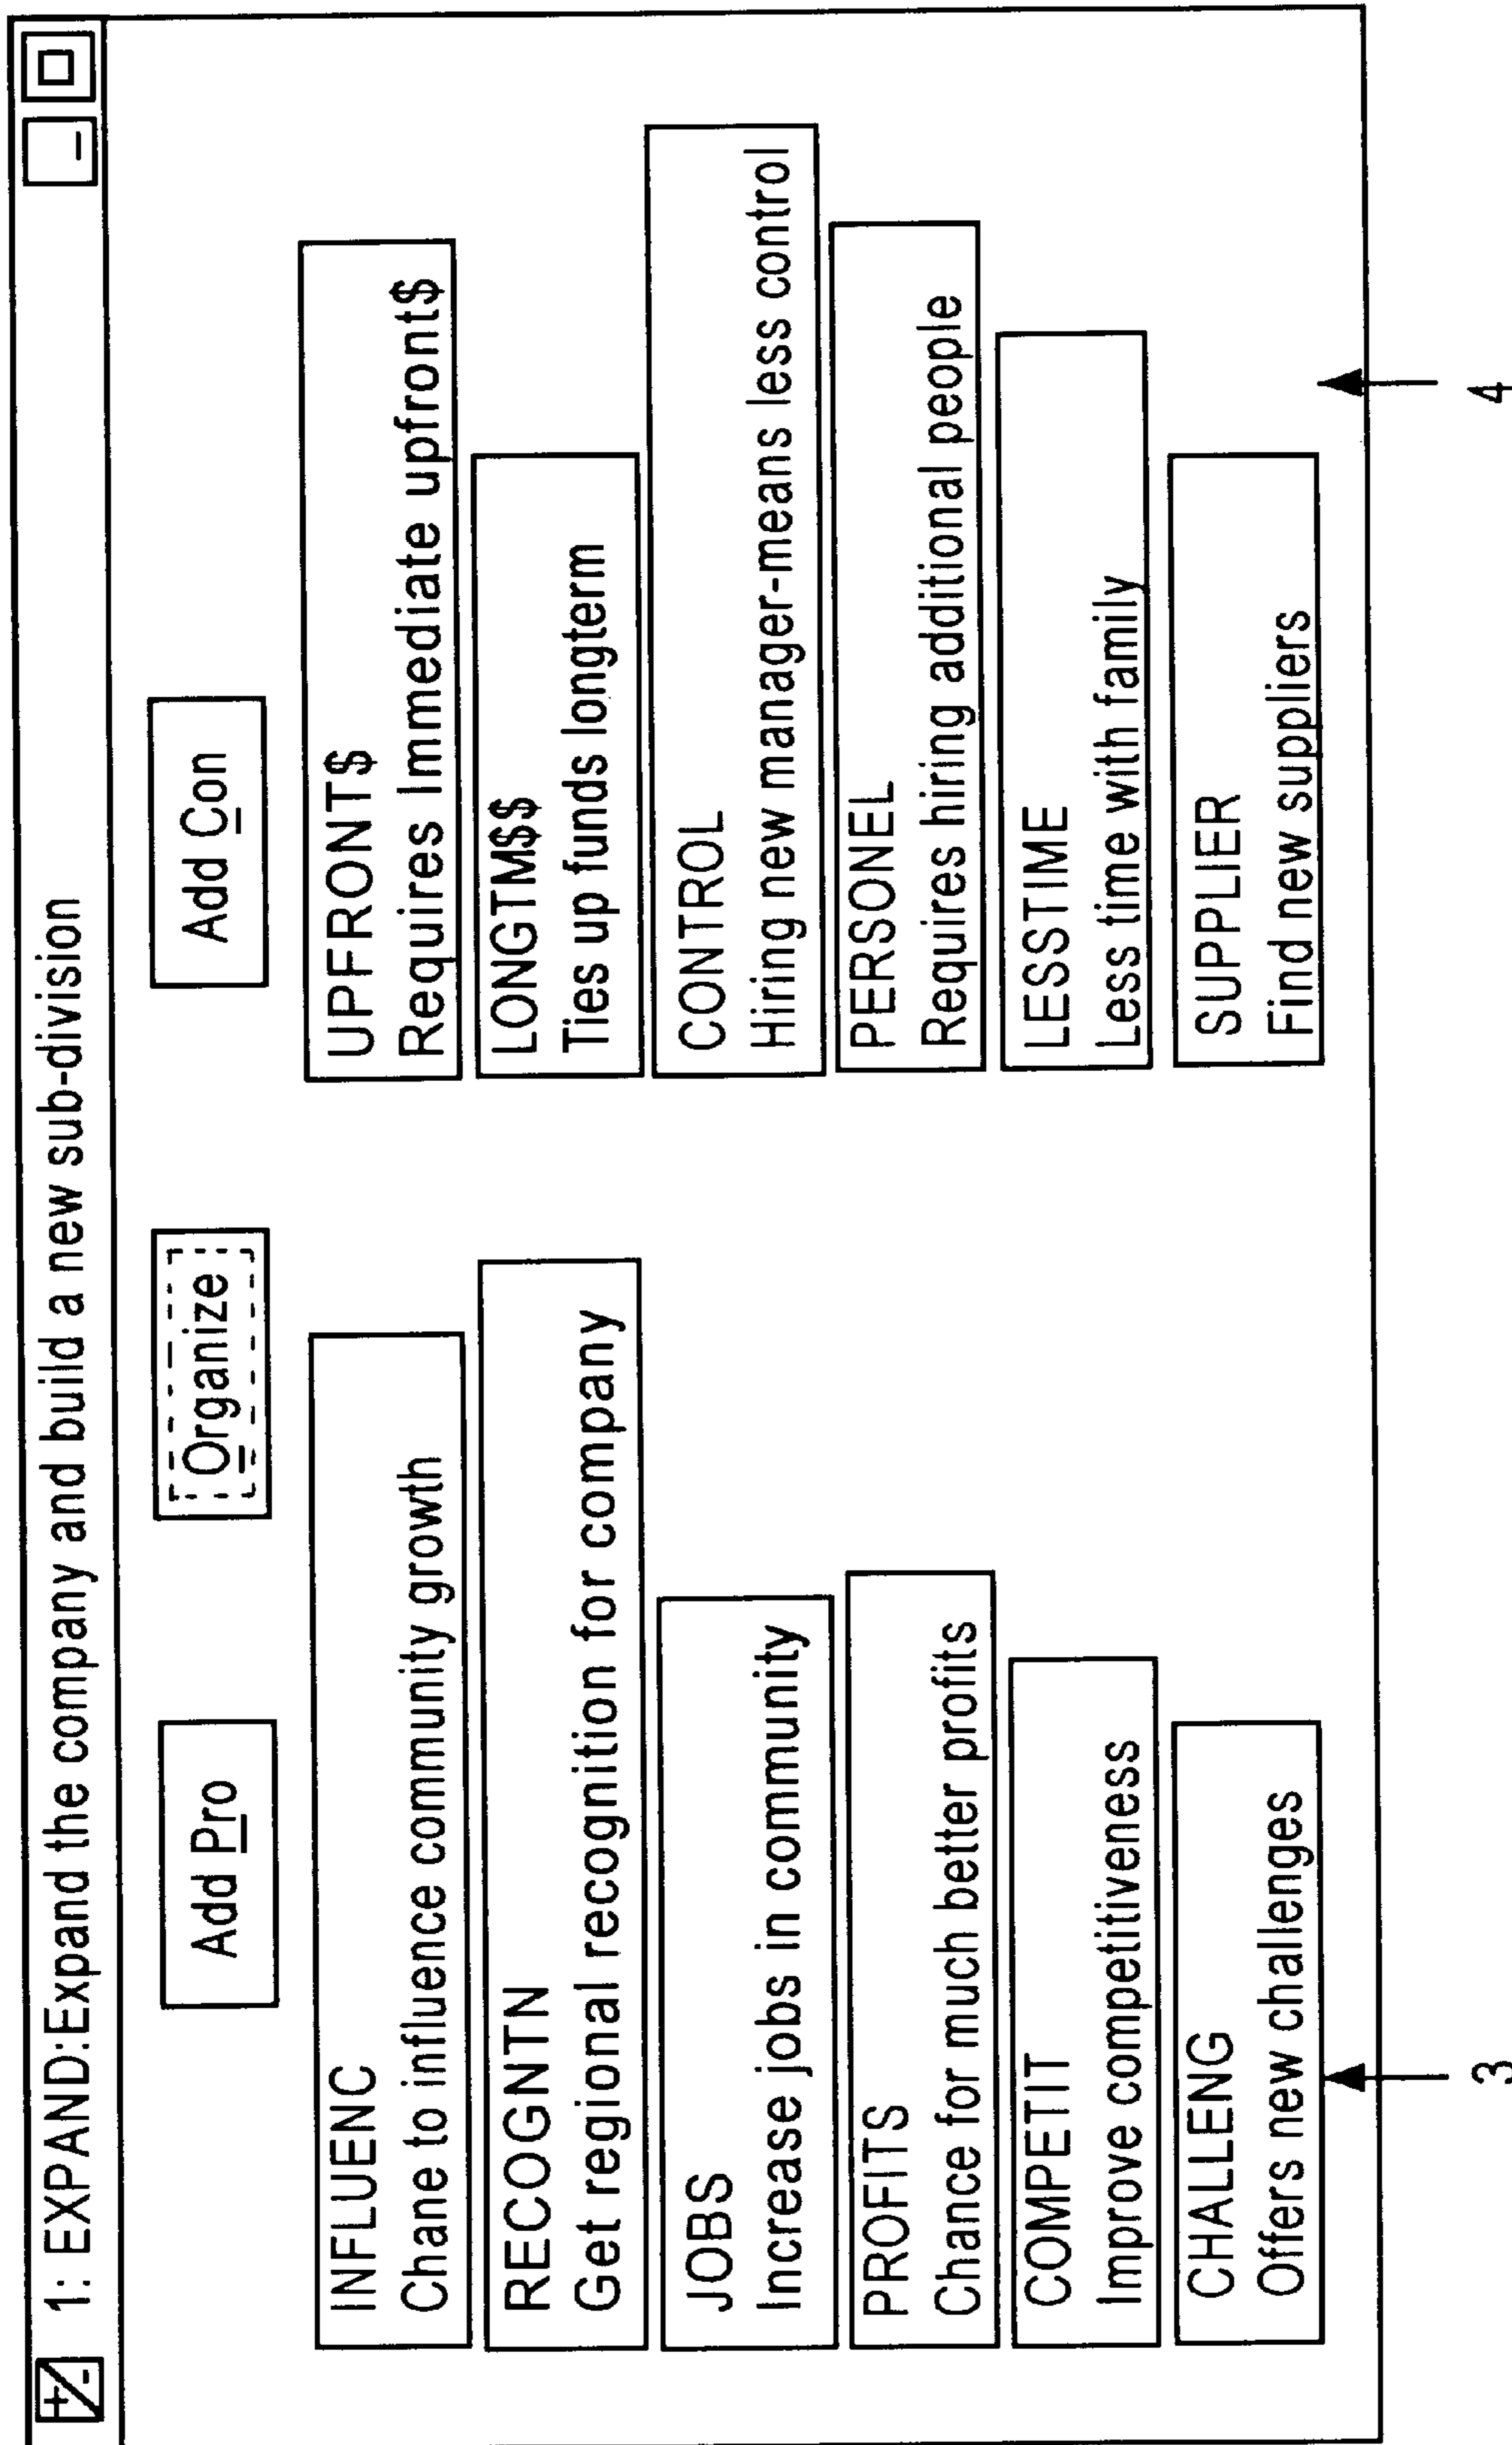 +/- 1: EXPAND:Expand the company and build a new sub-division
Add Pro
Organize
Add Con
INFLUENC
Chane to influence community growth
RECOGNTN
Get regional recognition for company
JOBS
Increase jobs in community
PROFITS
Chance for much better profits
COMPETIT
Improve competitiveness
CHALLENG
Offers new challenges
3
UPFRONT$
Requires Immediate upfront$
LONGTM$$
Ties up funds longterm
CONTROL
Hiring new manager-means less control
PERSONEL
Requires hiring additional people
LESSTIME
Less time with family
SUPPLIER
Find new suppliers
4